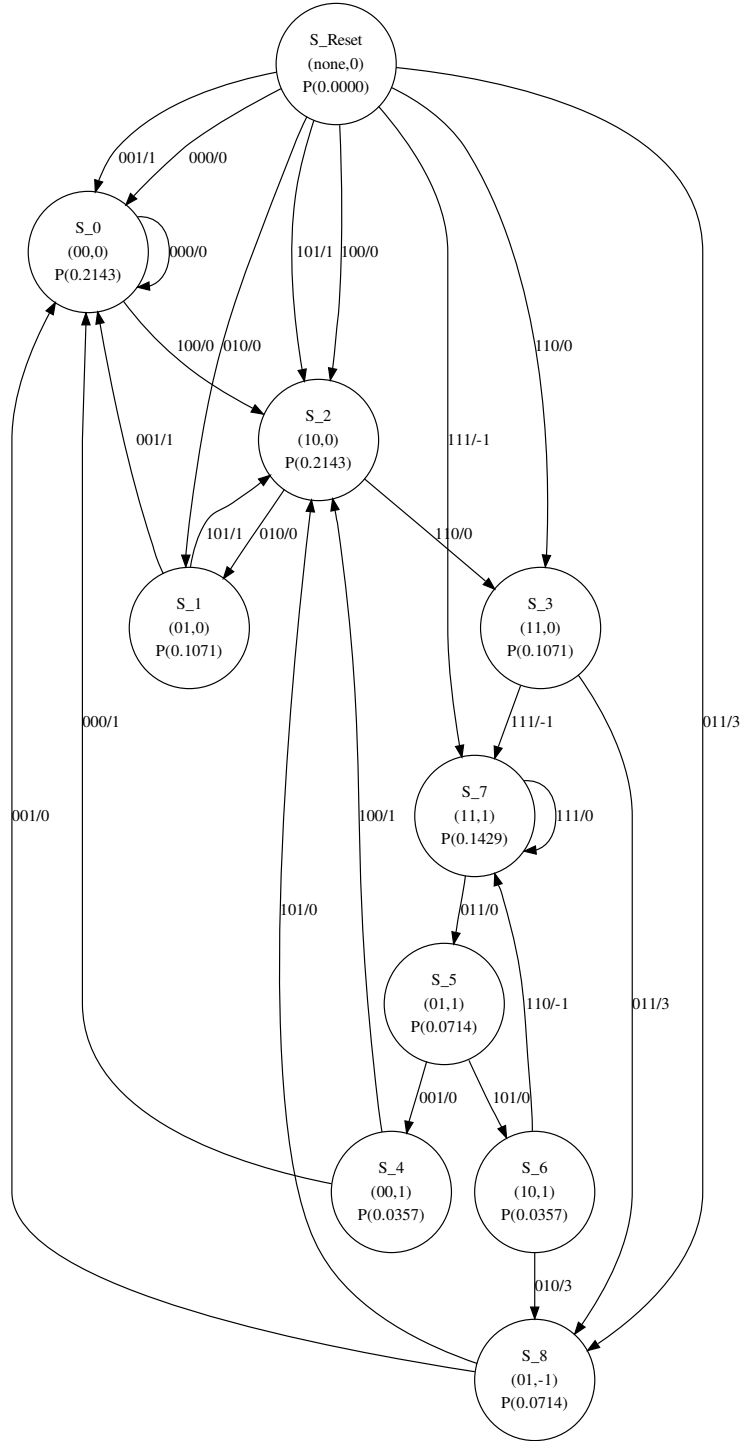 S_Reset
(none,0)
P(0.0000)
001/1
000/0
S_0
(00,0)
P(0.2143)
000/0
101/1
100/0
100/0
010/0
110/0
S_2
(10,0)
P(0.2143)
001/1
111/-1
101/1
010/0
110/0
S_1
(01,0)
P(0.1071)
S_3
(11,0)
P(0.1071)
000/1
111/-1
011/3
S_7
(11,1)
P(0.1429)
001/0
100/1
111/0
101/0
011/0
S_5
(01,1)
P(0.0714)
110/-1
011/3
001/0
101/0
S_4
(00,1)
P(0.0357)
S_6
(10,1)
P(0.0357)
010/3
S_8
(01,-1)
P(0.0714)